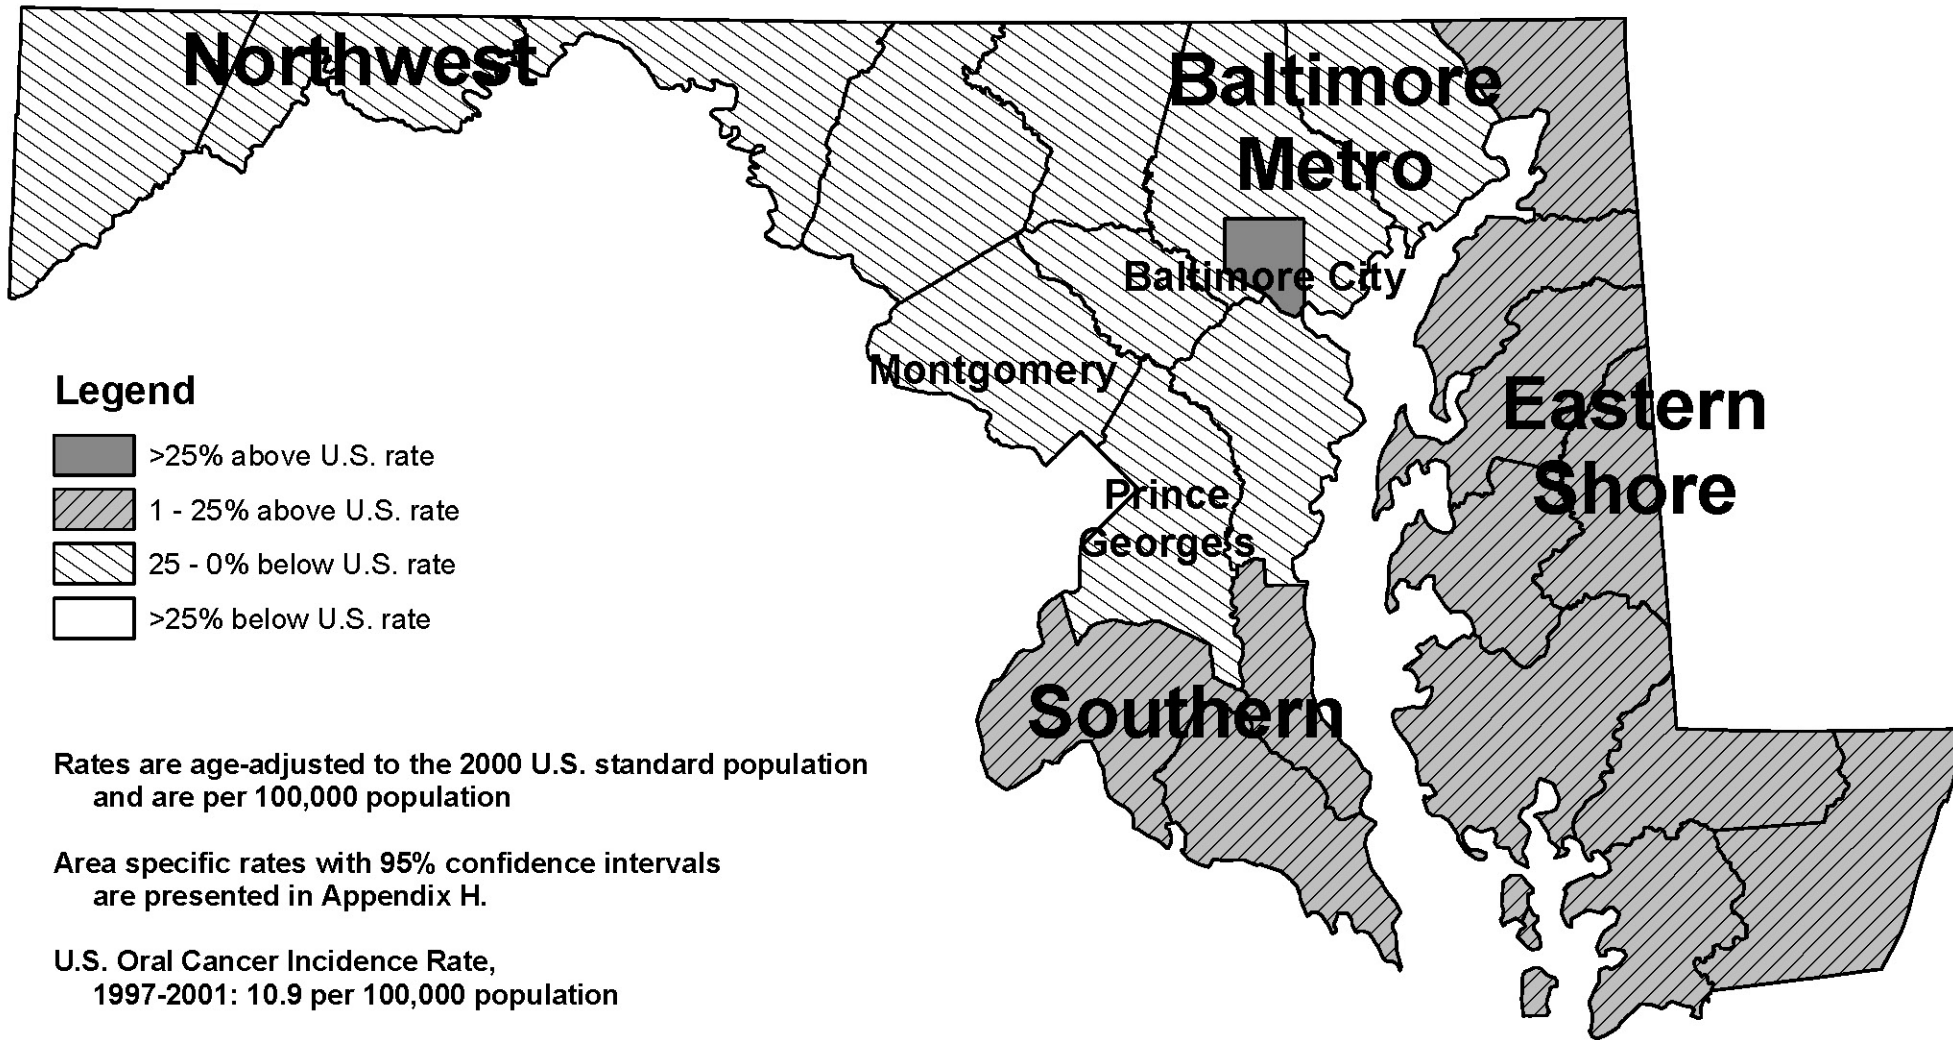 Northwest
Baltimore
Metro
Baltimore City
Montgomery
Legend
>25% above U.S. rate
1 - 25% above U.S. rate
25 - 0% below U.S. rate
>25% below U.S. rate
Eastern
Shore
Prince
George's
Southern
Rates are age-adjusted to the 2000 U.S. standard population
and are per 100,000 population
Area specific rates with 95% confidence intervals
are presented in Appendix H.
U.S. Oral Cancer Incidence Rate,
1997-2001: 10.9 per 100,000 population